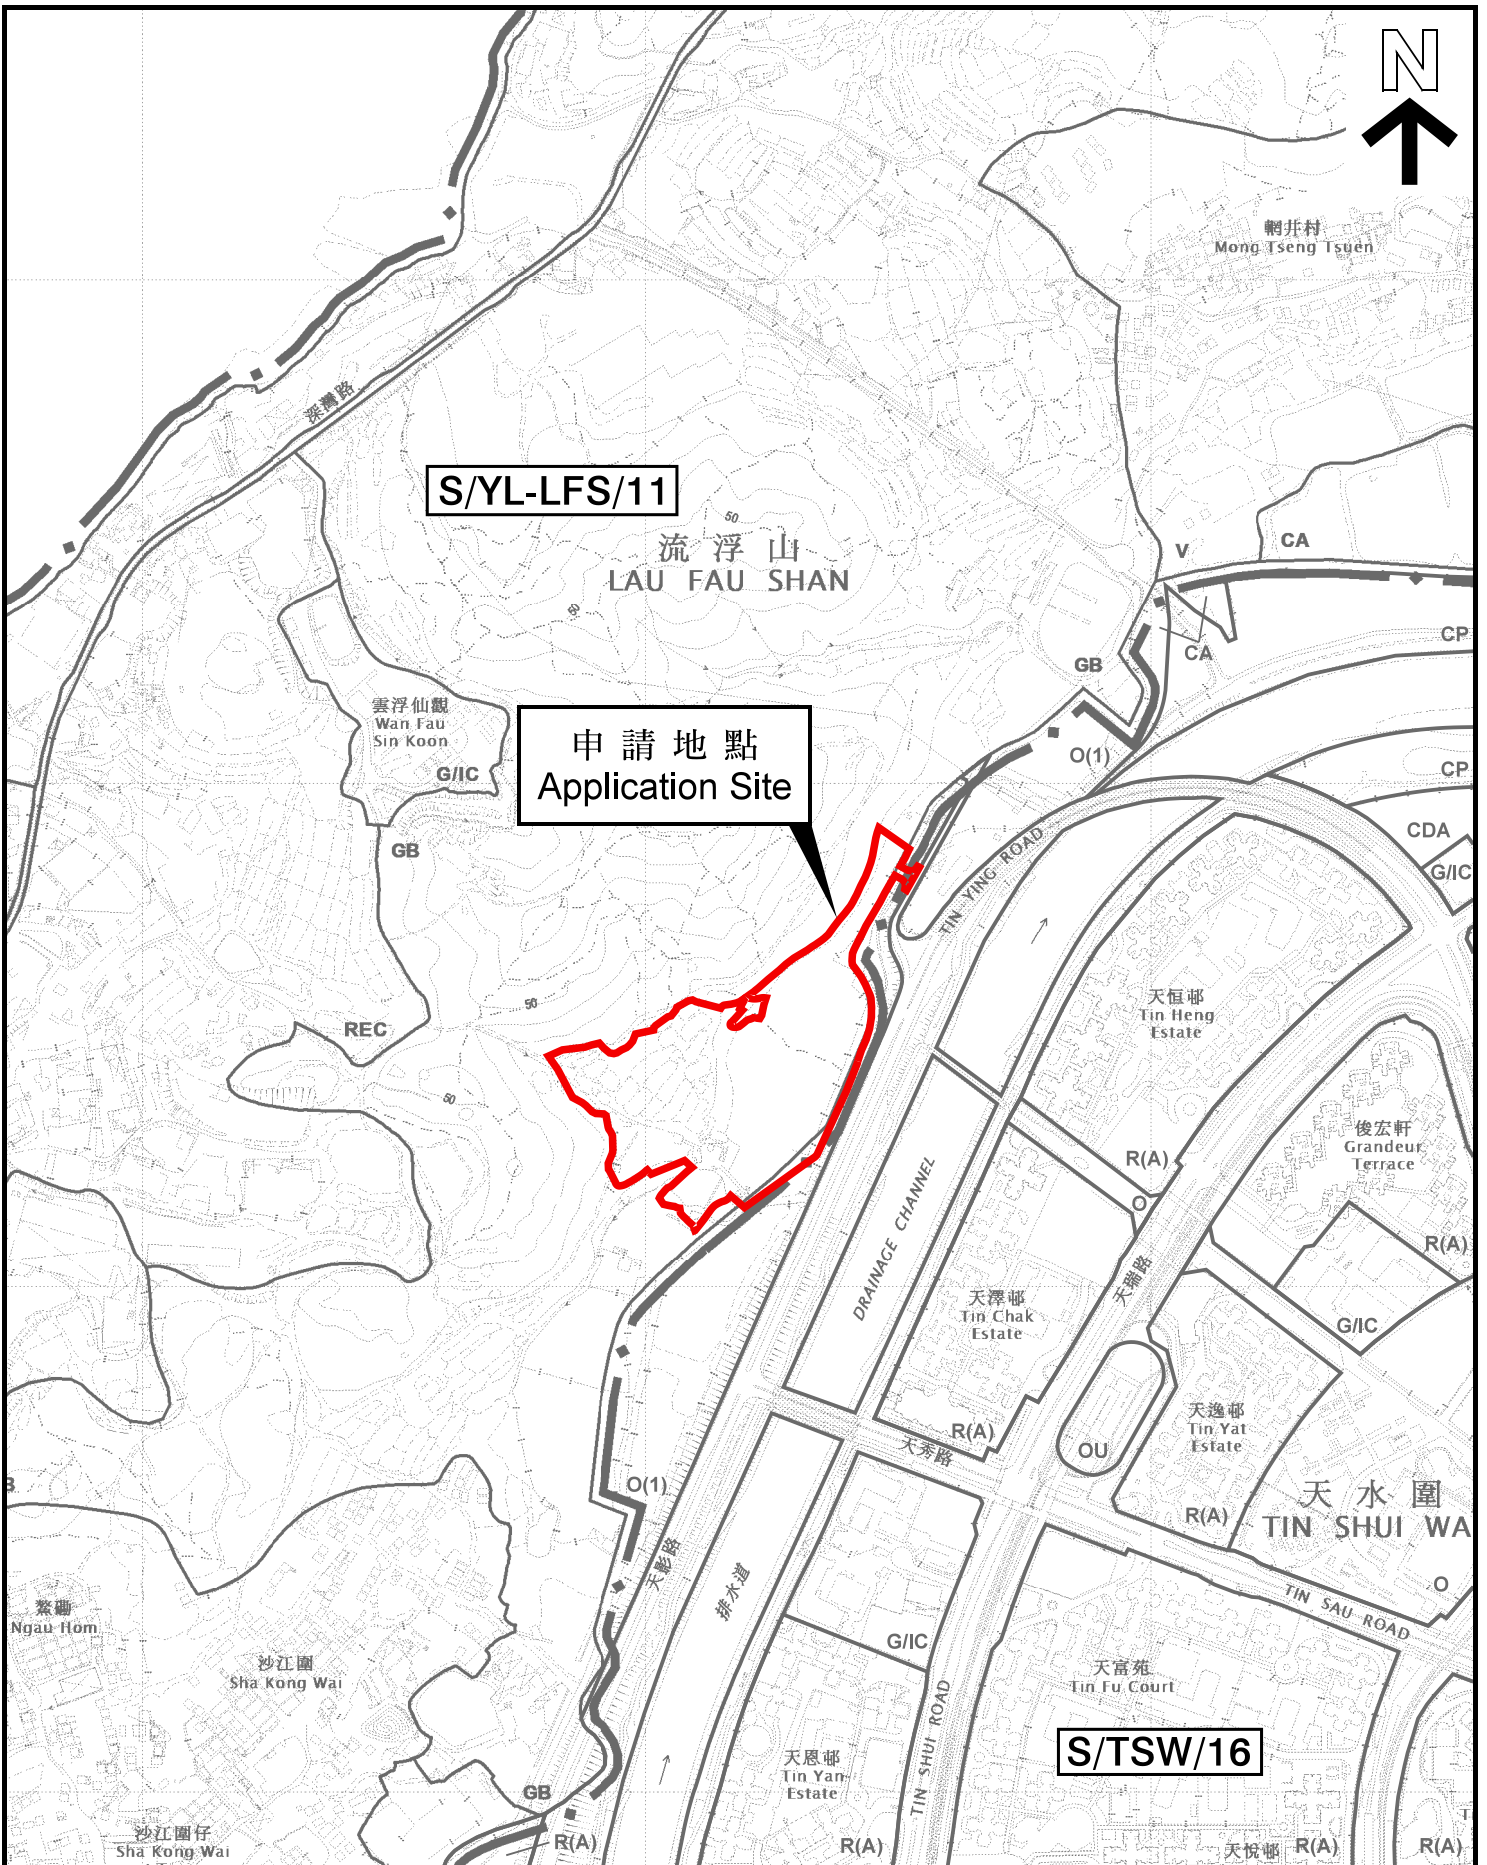 N
網井村
Mong Tseng Tsuen
深灣路
S/YL-LFS/11
50
流浮山
LAU FAU SHAN
50
V
CA
CA
CP
GB
雲浮仙觀
Wan Fau
Sin Koon
G/IC
申請地點
Application Site
O(1)
CP
GB
CDA
G/IC
TIN YING ROAD
50
REC
50
天恒邨
Tin Heng
Estate
俊宏軒
Grandeur
Terrace
R(A)
O
R(A)
DRAINAGE CHANNEL
天瑞路
天澤邨
Tin Chak
Estate
G/IC
天逸邨
Tin Yat
Estate
R(A)
天秀路
OU
O(1)
R(A)
天水圍
TIN SHUI WA
天影路
排水道
O
TIN SAU ROAD
鰲磡
Ngau Hom
沙江圍
Sha Kong Wai
G/IC
天富苑
Tin Fu Court
TIN SHUI ROAD
S/TSW/16
天恩邨
Tin Yan
Estate
GB
沙江圍仔
Sha Kong Wai
R(A)
R(A)
天悅邨
R(A)
R(A)